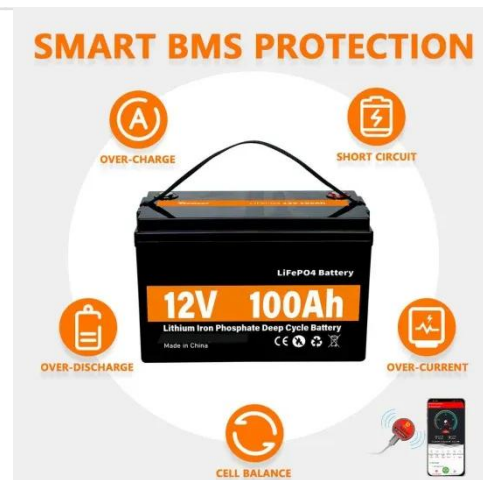 SMART BMS PROTECTION
OVER-CHARGE
SHORT CIRCUIT
LiFePO4 Battery
12V 100Ah
Lithium Iron Phosphate Deep Cycle Battery
Made in China
CE
OVER-DISCHARGE
OVER-CURRENT
CELL BALANCE